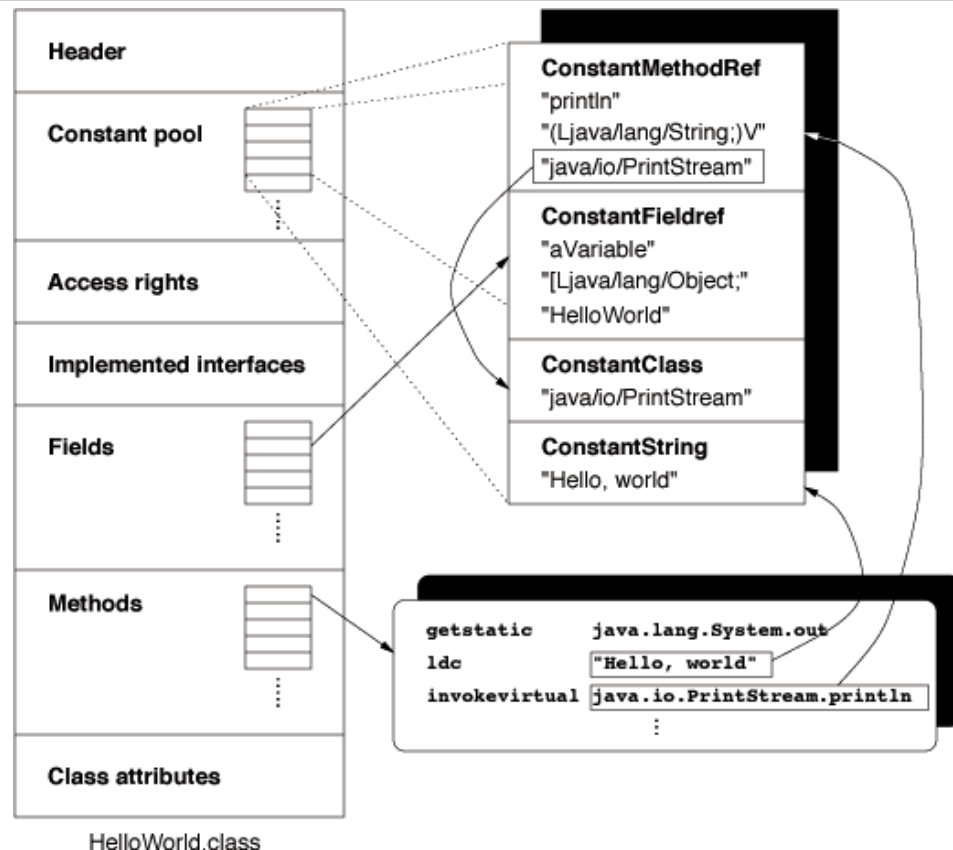 Header
Constant pool
Access rights
Implemented interfaces
Fields
Methods
Class attributes
HelloWorld.class
ConstantMethodRef
"println"
"(Ljava/lang/String;)V"
"java/io/PrintStream"
ConstantFieldref
"aVariable"
"[Ljava/lang/Object;"
"HelloWorld"
ConstantClass
"java/io/PrintStream"
ConstantString
"Hello, world"
getstatic java.lang.System.out
ldc "Hello, world"
invokevirtual java.io.PrintStream.println